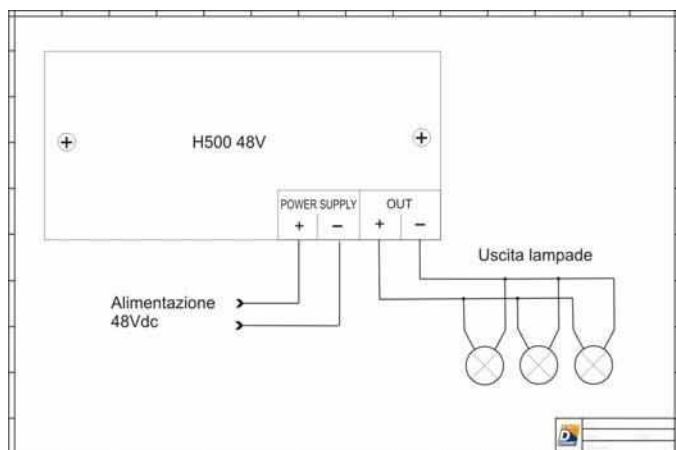 H500 48V
POWER SUPPLY
OUT
+ − + −
Uscita lampade
Alimentazione
48Vdc
D